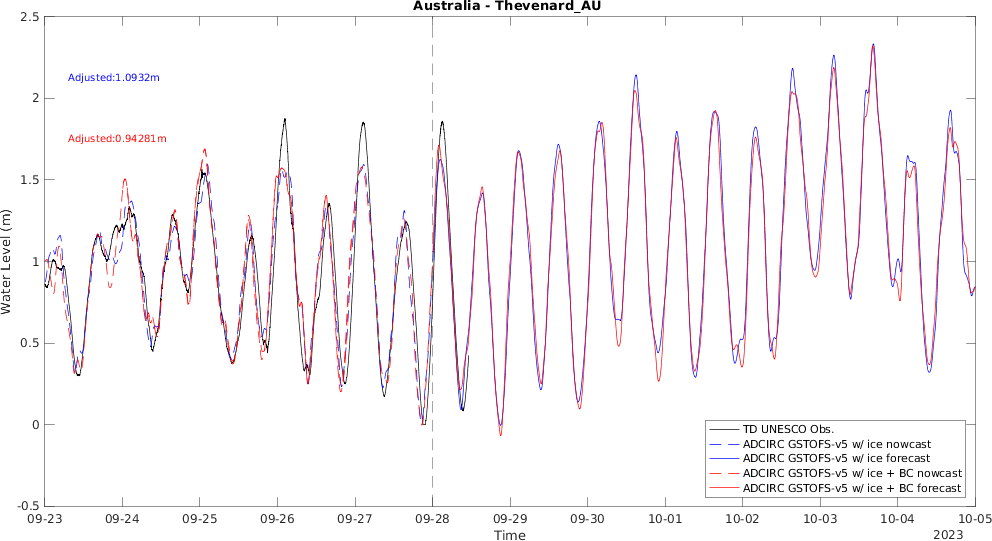 Australia - Thevenard_AU
2.5
2
1.5
1
0.5
0
-0.5
Water Level (m)
Adjusted:1.0932m
Adjusted:0.94281m
TD UNESCO Obs.
ADCIRC GSTOFS-v5 w/ ice nowcast
ADCIRC GSTOFS-v5 w/ ice forecast
ADCIRC GSTOFS-v5 w/ ice + BC nowcast
ADCIRC GSTOFS-v5 w/ ice + BC forecast
09-23 09-24 09-25 09-26 09-27 09-28 09-29 09-30 10-01 10-02 10-03 10-04 10-05
Time
2023